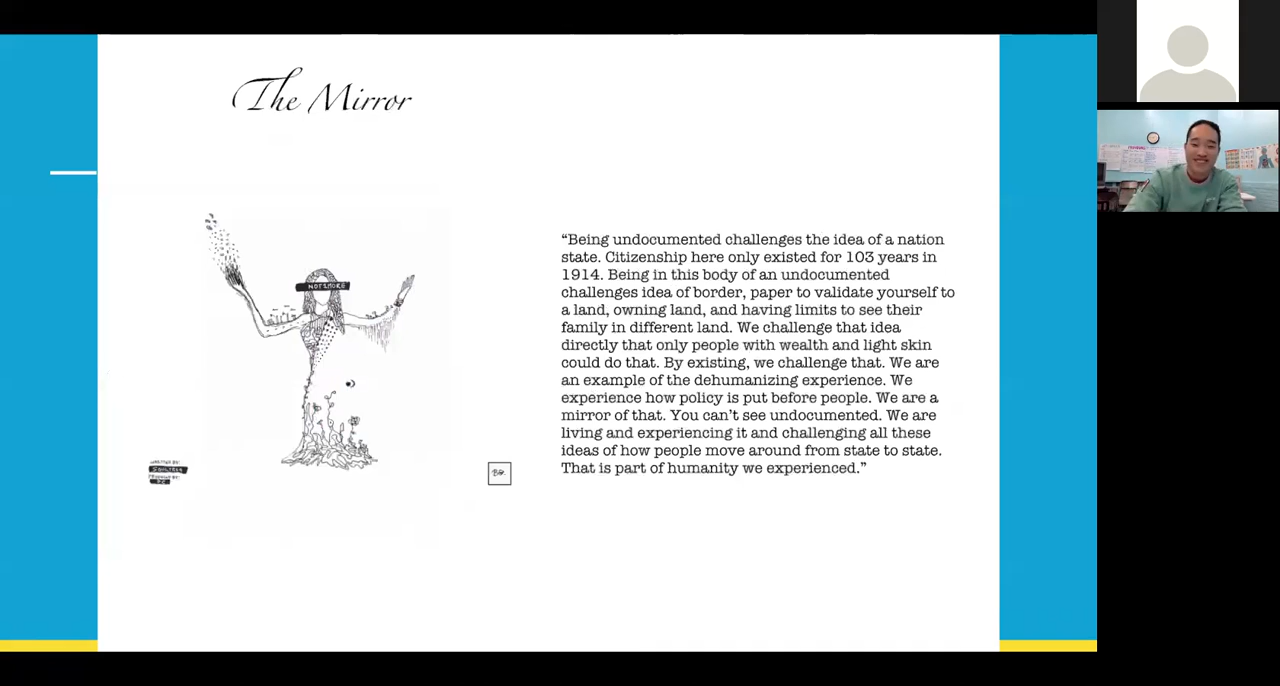 The Mirror
NOT1MORE
“Being undocumented challenges the idea of a nation
state. Citizenship here only existed for 103 years in
1914. Being in this body of an undocumented
challenges idea of border, paper to validate yourself to
a land, owning land, and having limits to see their
family in different land. We challenge that idea
directly that only people with wealth and light skin
could do that. By existing, we challenge that. We are
an example of the dehumanizing experience. We
experience how policy is put before people. We are a
mirror of that. You can’t see undocumented. We are
living and experiencing it and challenging all these
ideas of how people move around from state to state.
That is part of humanity we experienced.”
WRITTEN BY:
SOULTREE
PRODUCED BY: